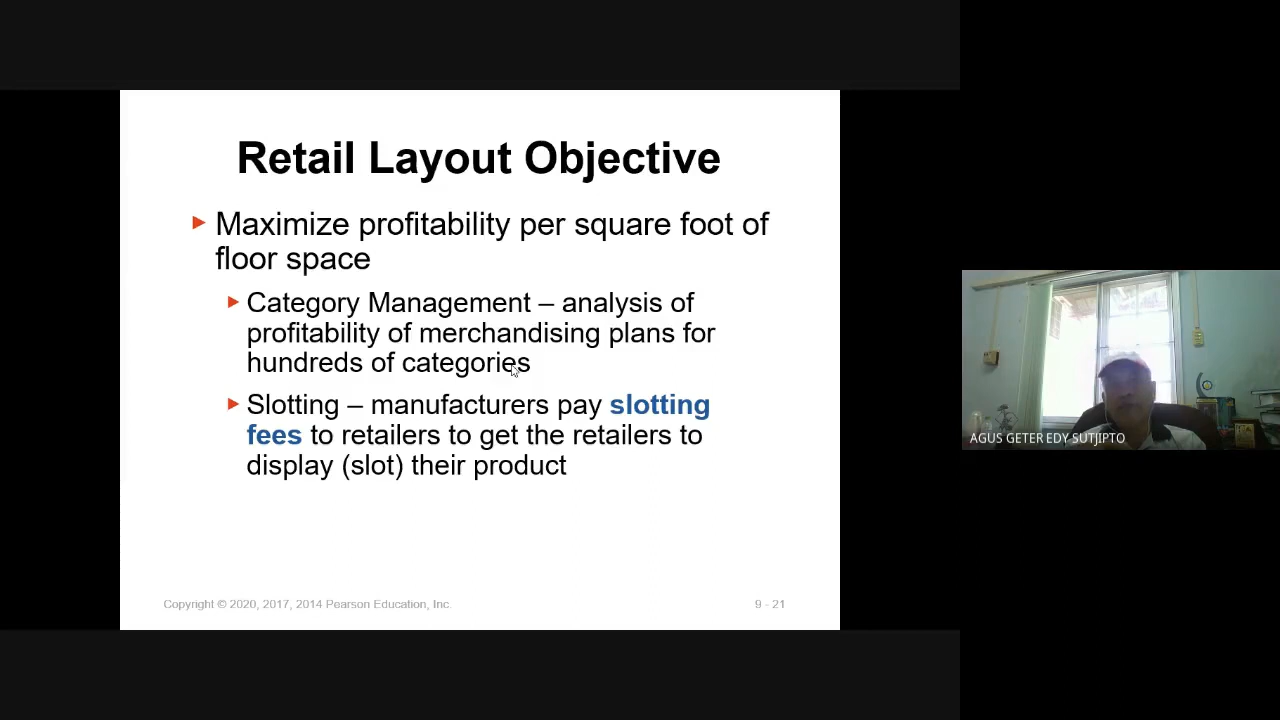 Retail Layout Objective
Maximize profitability per square foot of
floor space
Category Management – analysis of
profitability of merchandising plans for
hundreds of categories
Slotting – manufacturers pay slotting
fees to retailers to get the retailers to
display (slot) their product
Copyright © 2020, 2017, 2014 Pearson Education, Inc.
9 - 21
AGUS GETER EDY SUTJIPTO